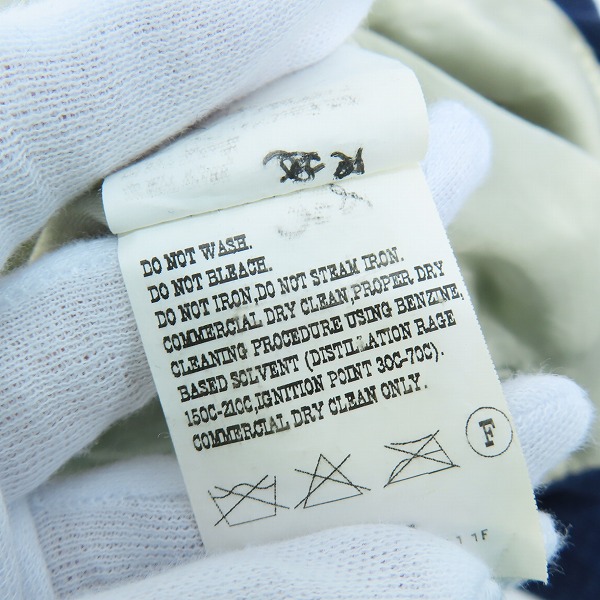 DO NOT WASH.
DO NOT BLEACH.
DO NOT IRON,DO NOT STEAM IRON.
COMMERCIAL DRY CLEAN,PROPER DRY
CLEANING PROCEDURE USING BENZINE,
BASED SOLVENT (DISTILLATION RAGE
150C-210C,IGNITION POINT 30C-70C).
COMMERCIAL DRY CLEAN ONLY.
F
1F